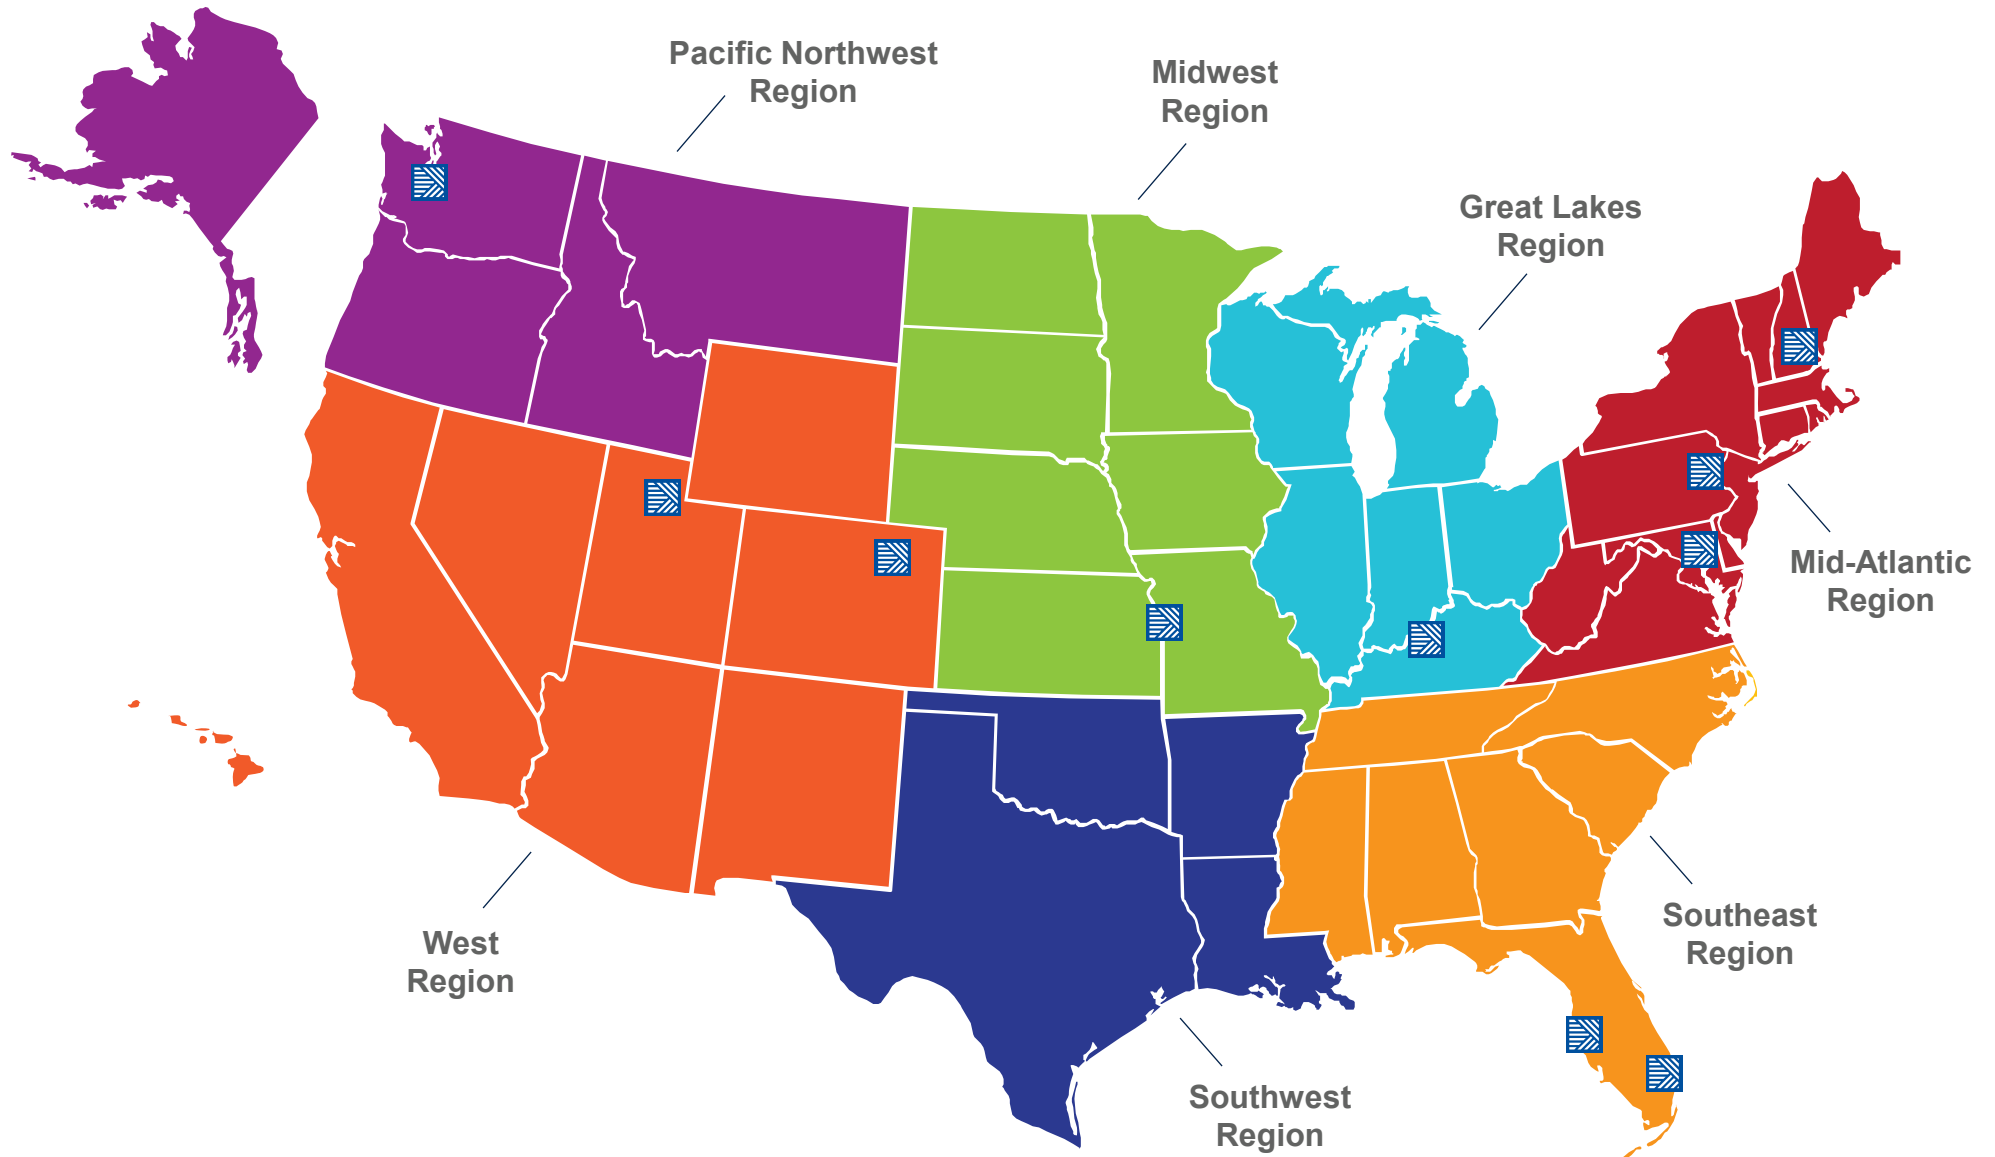 Pacific Northwest
Region
Midwest
Region
Great Lakes
Region
Mid-Atlantic
Region
Southeast
Region
West
Region
Southwest
Region